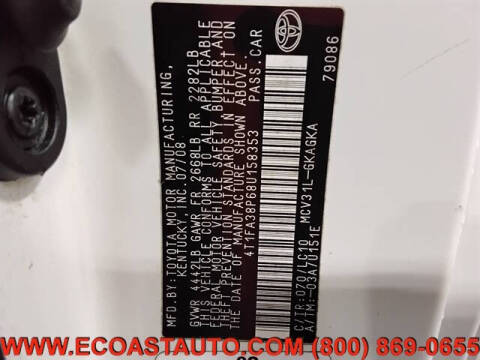 MFD. BY: TOYOTA MOTOR MANUFACTURING,
KENTUCKY, INC. 07/08
GVWR 4442LB GAWR FR 2668LB RR 2282LB
THIS VEHICLE CONFORMS TO ALL APPLICABLE
FEDERAL MOTOR VEHICLE SAFETY, BUMPER, AND
THEFT PREVENTION STANDARDS IN EFFECT ON
THE DATE OF MANUFACTURE SHOWN ABOVE.
4T1FA38P68U158353 PASS.CAR
C/TR:070/LC10 MCV31L-GKAGKA
A/TM:-03A/U151E
79086
WWW.ECOASTAUTO.COM (800) 869-0655